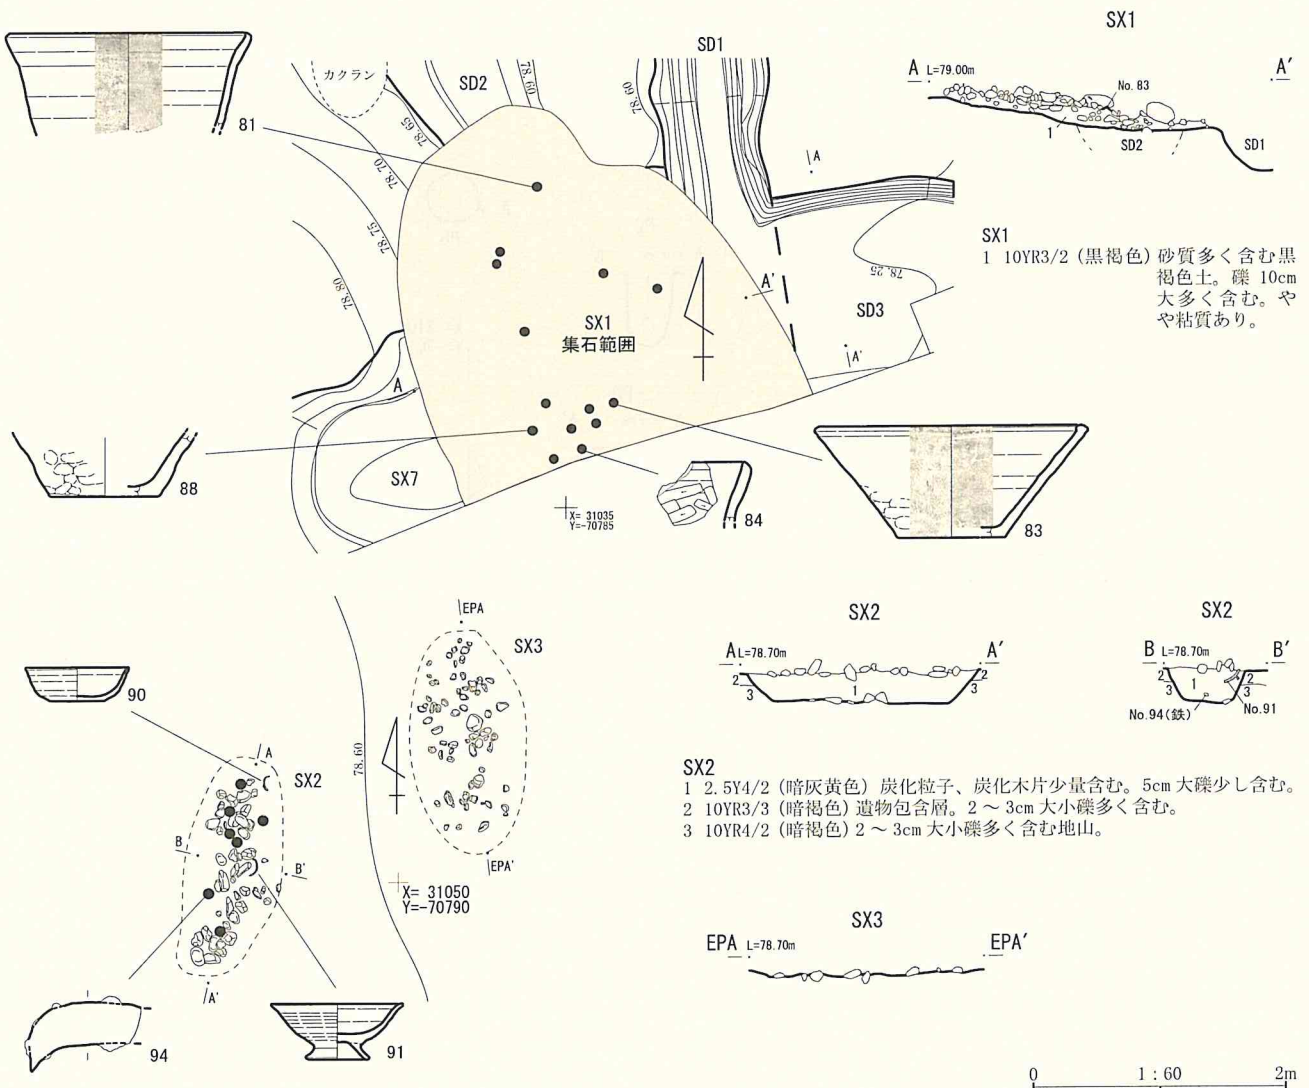 SX1
A L=79.00m A′
No. 83
1
SD2
SD1
SX1
1 10YR3/2 (黒褐色) 砂質多く含む黒
褐色土。礫 10cm
大多く含む。や
や粘質あり。
カクラン
SD2
SD1
78.60
78.60
78.65
78.70
78.75
78.80
A
A'
SX1
集石範囲
78.25
SD3
A'
A
SX7
X= 31035
Y=-70785
81
88
84
83
EPA
SX3
EPA'
78.60
X= 31050
Y=-70790
90
A
SX2
B
B'
A'
94
91
SX2
A L=78.70m A′
2
3
1
2
3
SX2
B L=78.70m B′
2
3
1
2
3
No.94(鉄)
No.91
SX2
1 2.5Y4/2 (暗灰黄色) 炭化粒子、炭化木片少量含む。5cm 大礫少し含む。
2 10YR3/3 (暗褐色) 遺物包含層。2 ～ 3cm 大小礫多く含む。
3 10YR4/2 (暗褐色) 2 ～ 3cm 大小礫多く含む地山。
SX3
EPA L=78.70m EPA′
0 1 : 60 2m